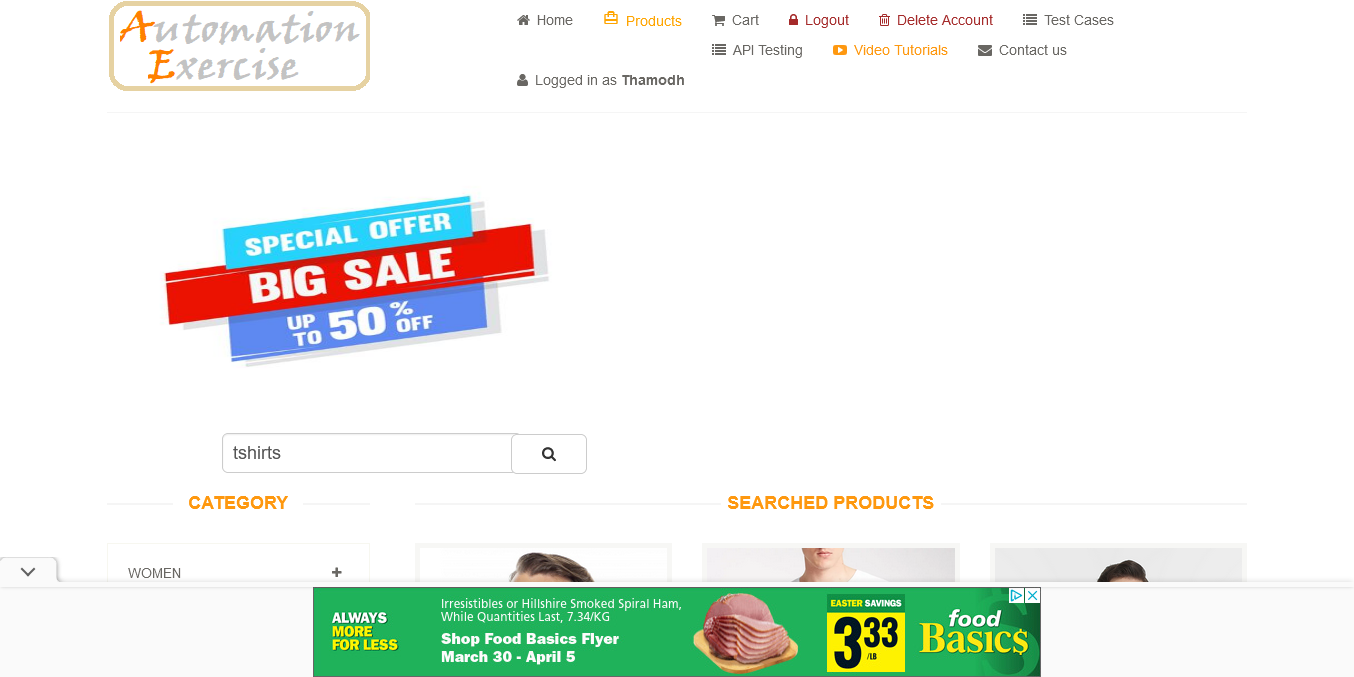 Automation
Exercise
Home Products Cart Logout Delete Account Test Cases
API Testing Video Tutorials Contact us
Logged in as Thamodh
SPECIAL OFFER
BIG SALE
UP TO 50% OFF
tshirts
CATEGORY
SEARCHED PRODUCTS
WOMEN
ALWAYS
MORE
FOR LESS
Irresistibles or Hillshire Smoked Spiral Ham,
While Quantities Last, 7.34/KG
Shop Food Basics Flyer
March 30 - April 5
EASTER SAVINGS
3.33
/LB
food
Basics